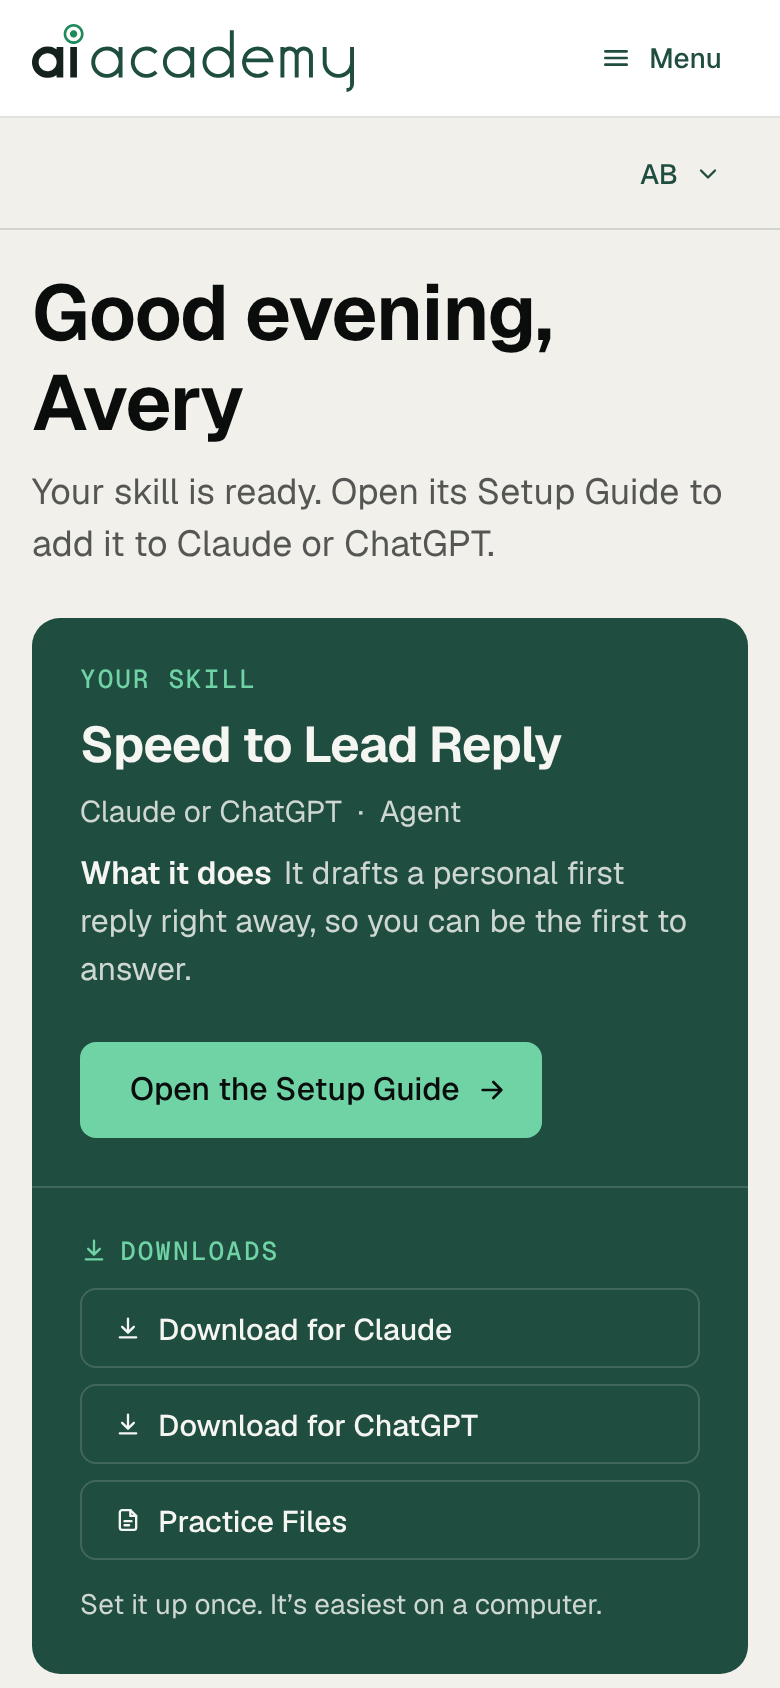 ai academy
Menu
AB
Good evening,
Avery
Your skill is ready. Open its Setup Guide to
add it to Claude or ChatGPT.
YOUR SKILL
Speed to Lead Reply
Claude or ChatGPT · Agent
What it does It drafts a personal first
reply right away, so you can be the first to
answer.
Open the Setup Guide →
DOWNLOADS
Download for Claude
Download for ChatGPT
Practice Files
Set it up once. It’s easiest on a computer.